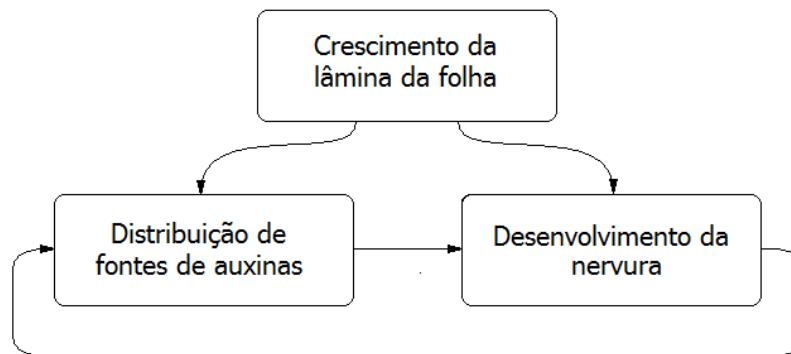 Crescimento da
lâmina da folha
Distribuição de
fontes de auxinas
Desenvolvimento da
nervura